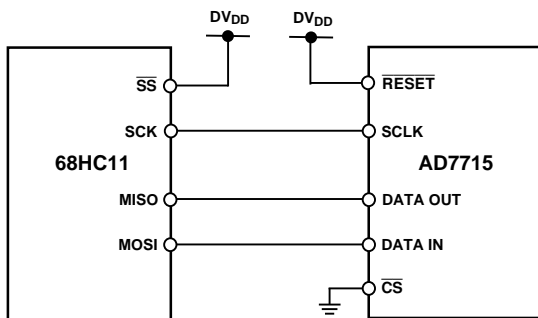 DVDD DVDD
SS RESET
SCK SCLK
68HC11 AD7715
MISO DATA OUT
MOSI DATA IN
CS